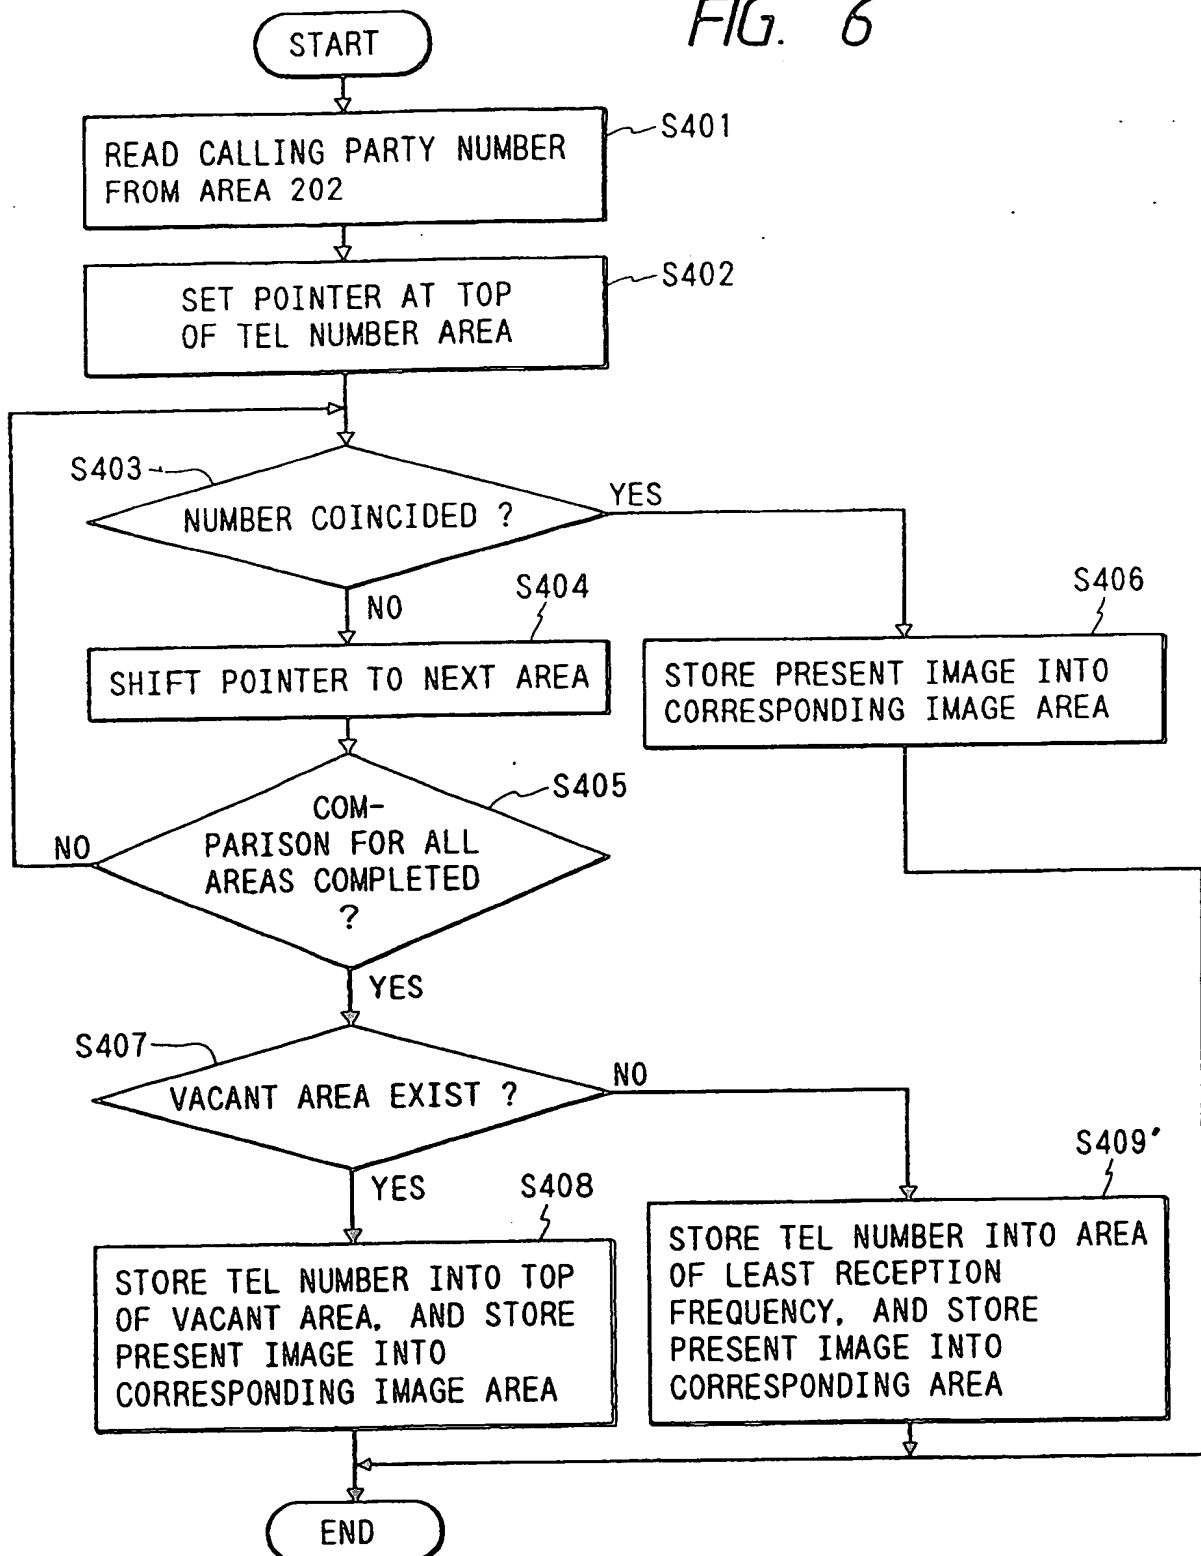 FIG. 6
START
S401
READ CALLING PARTY NUMBER
FROM AREA 202
S402
SET POINTER AT TOP
OF TEL NUMBER AREA
S403
NUMBER COINCIDED ?
YES
NO
S404
SHIFT POINTER TO NEXT AREA
S406
STORE PRESENT IMAGE INTO
CORRESPONDING IMAGE AREA
S405
COM-
PARISON FOR ALL
AREAS COMPLETED
?
NO
YES
S407
VACANT AREA EXIST ?
NO
YES
S408
STORE TEL NUMBER INTO TOP
OF VACANT AREA, AND STORE
PRESENT IMAGE INTO
CORRESPONDING IMAGE AREA
S409'
STORE TEL NUMBER INTO AREA
OF LEAST RECEPTION
FREQUENCY, AND STORE
PRESENT IMAGE INTO
CORRESPONDING AREA
END